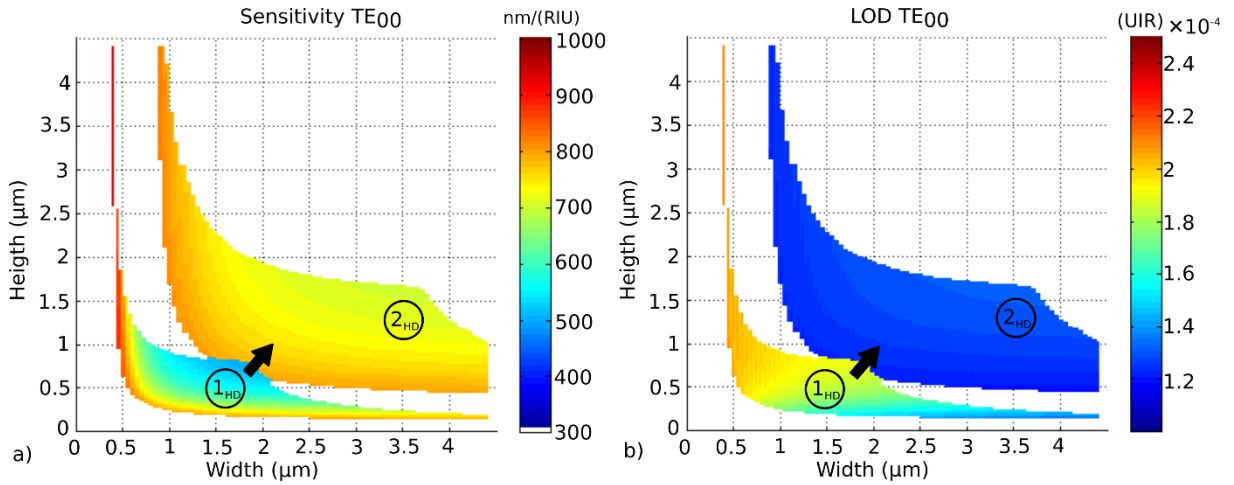 Sensitivity TE00
nm/(RIU)
1000
900
800
700
600
500
400
300
4
3.5
3
2.5
2
1.5
1
0.5
0
Heigth (μm)
0 0.5 1 1.5 2 2.5 3 3.5 4
Width (μm)
1HD
2HD
a)
LOD TE00
(UIR) ×10-4
2.4
2.2
2
1.8
1.6
1.4
1.2
4
3.5
3
2.5
2
1.5
1
0.5
0
Heigth (μm)
0 0.5 1 1.5 2 2.5 3 3.5 4
Width (μm)
1HD
2HD
b)